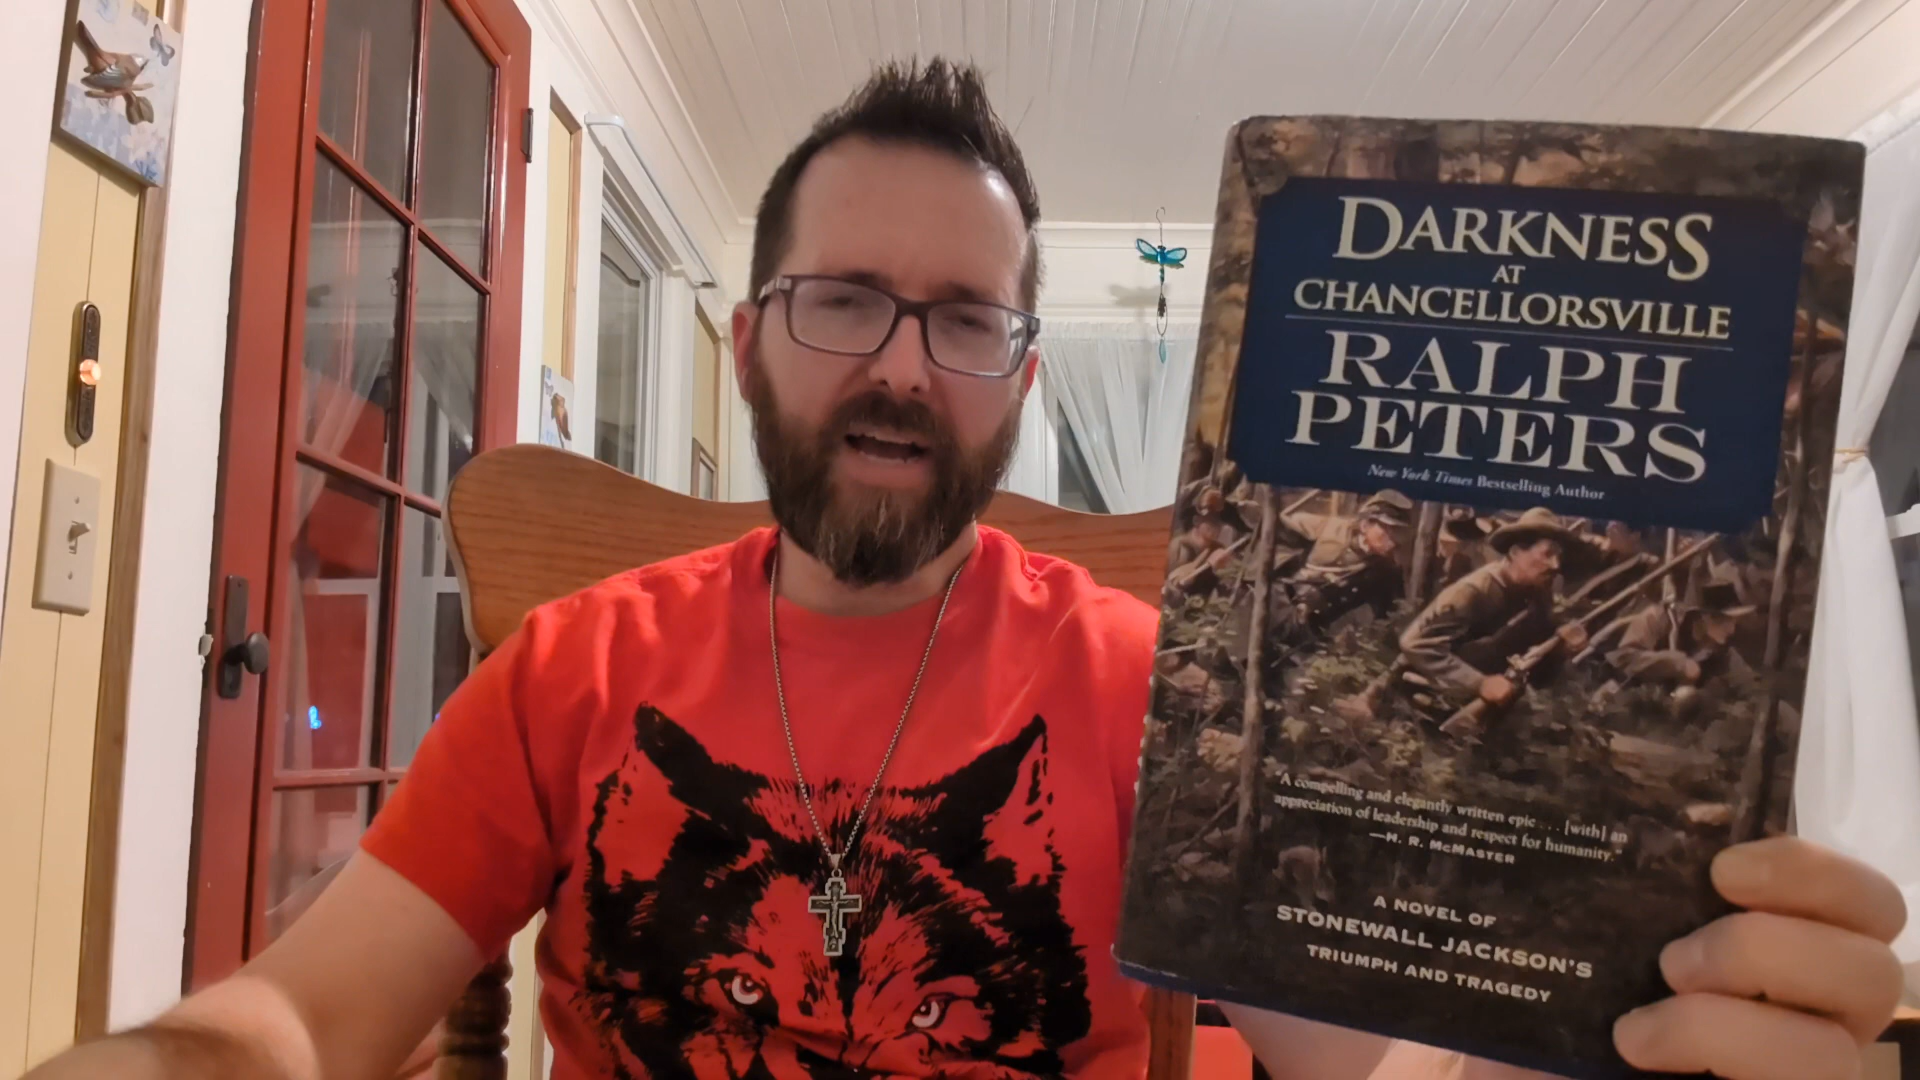 DARKNESS
AT
CHANCELLORSVILLE
RALPH
PETERS
New York Times Bestselling Author
"A compelling and elegantly written epic . . . [with] an
appreciation of leadership and respect for humanity."
—H. R. McMASTER
A NOVEL OF
STONEWALL JACKSON'S
TRIUMPH AND TRAGEDY